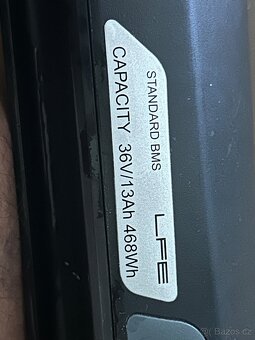 STANDARD BMS
LFE
CAPACITY 36V/13Ah 468Wh
© Bazos.cz